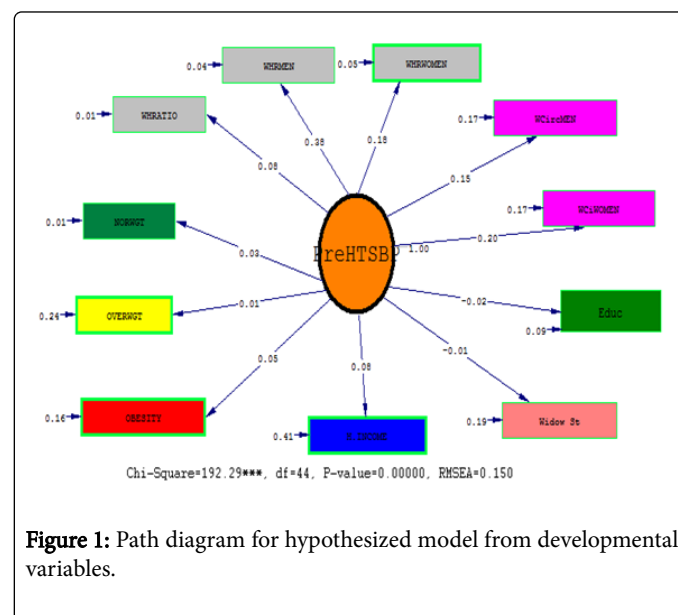 0.04
WHRMEN
0.05
WHRWOMEN
0.01
WHRATIO
0.17
WCircMEN
0.38
0.18
0.08
0.15
0.01
NORWGT
0.17
WCiWOMEN
PreHTSBP
1.00
0.20
0.03
0.24
OVERWGT
0.01
-0.02
Educ
0.09
0.05
0.08
-0.01
0.16
OBESITY
0.41
H.INCOME
0.19
Widow St
Chi-Square=192.29***, df=44, P-value=0.00000, RMSEA=0.150
Figure 1: Path diagram for hypothesized model from developmental
variables.